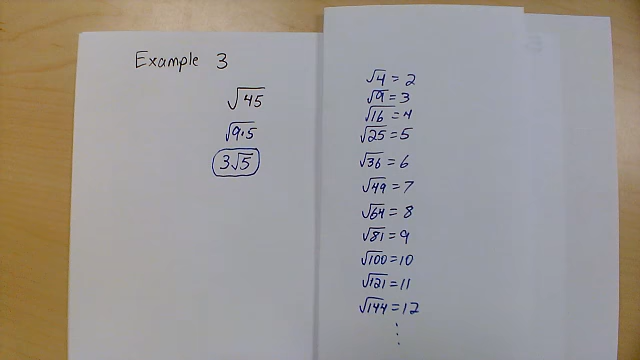 Example 3
√45
√9·5
3√5
√4 = 2
√9 = 3
√16 = 4
√25 = 5
√36 = 6
√49 = 7
√64 = 8
√81 = 9
√100 = 10
√121 = 11
√144 = 12
⋮